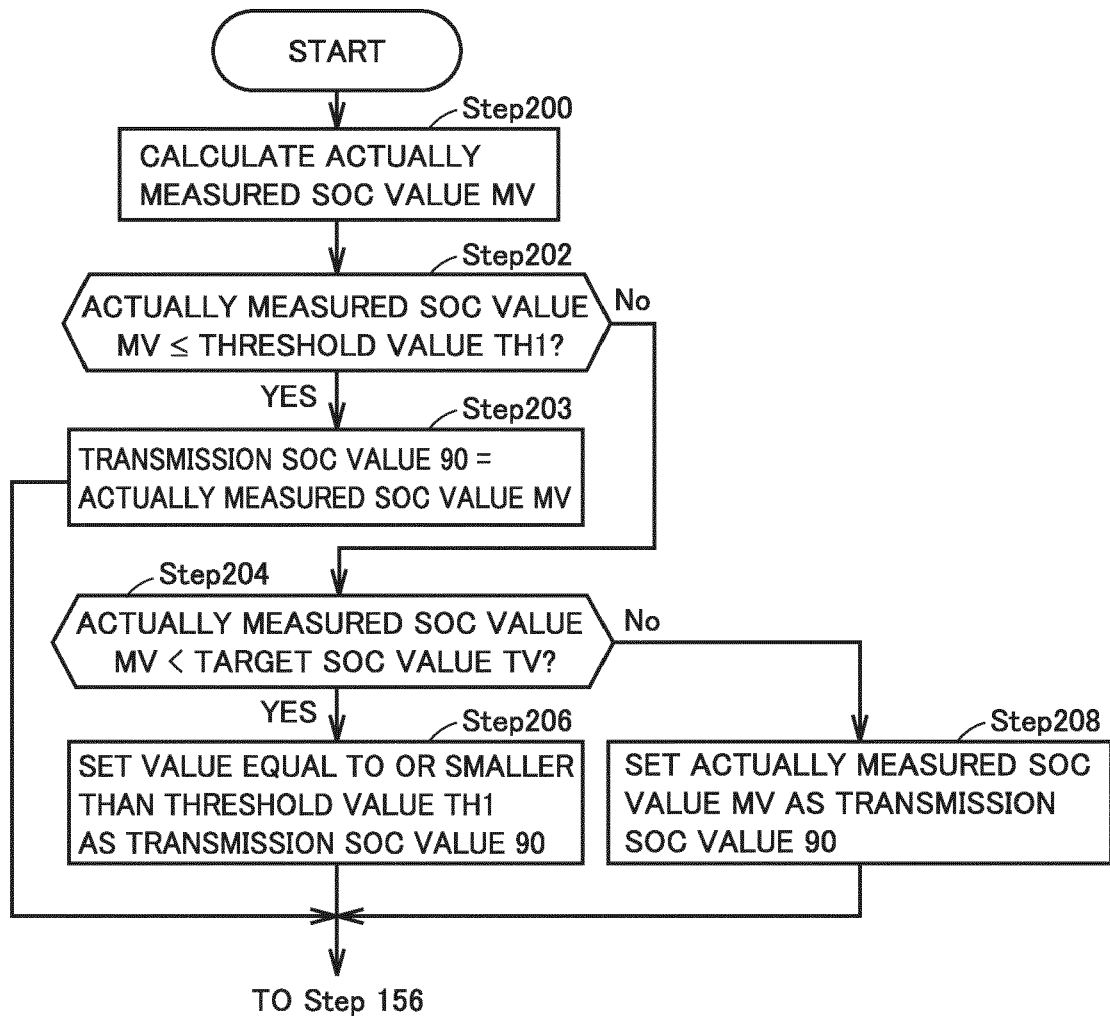 START
Step200
CALCULATE ACTUALLY
MEASURED SOC VALUE MV
Step202
ACTUALLY MEASURED SOC VALUE
MV ≤ THRESHOLD VALUE TH1?
No
YES
Step203
TRANSMISSION SOC VALUE 90 =
ACTUALLY MEASURED SOC VALUE MV
Step204
ACTUALLY MEASURED SOC VALUE
MV < TARGET SOC VALUE TV?
No
YES
Step206
SET VALUE EQUAL TO OR SMALLER
THAN THRESHOLD VALUE TH1
AS TRANSMISSION SOC VALUE 90
Step208
SET ACTUALLY MEASURED SOC
VALUE MV AS TRANSMISSION
SOC VALUE 90
TO Step 156